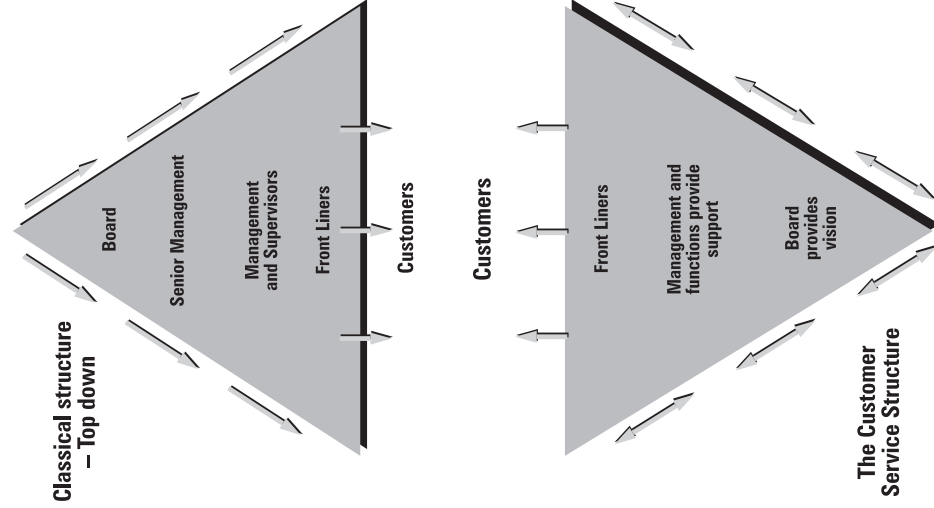 Classical structure
– Top down
Board
Senior Management
Management
and Supervisors
Front Liners
Customers
Customers
Front Liners
Management and
functions provide
support
Board
provides
vision
The Customer
Service Structure